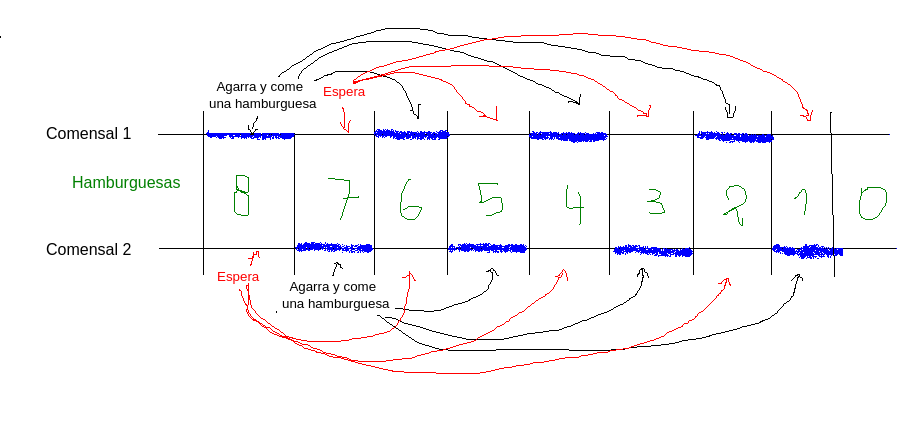 Agarra y come
una hamburguesa
Espera
Comensal 1
Hamburguesas
8 7 6 5 4 3 2 1 0
Comensal 2
Espera
Agarra y come
una hamburguesa